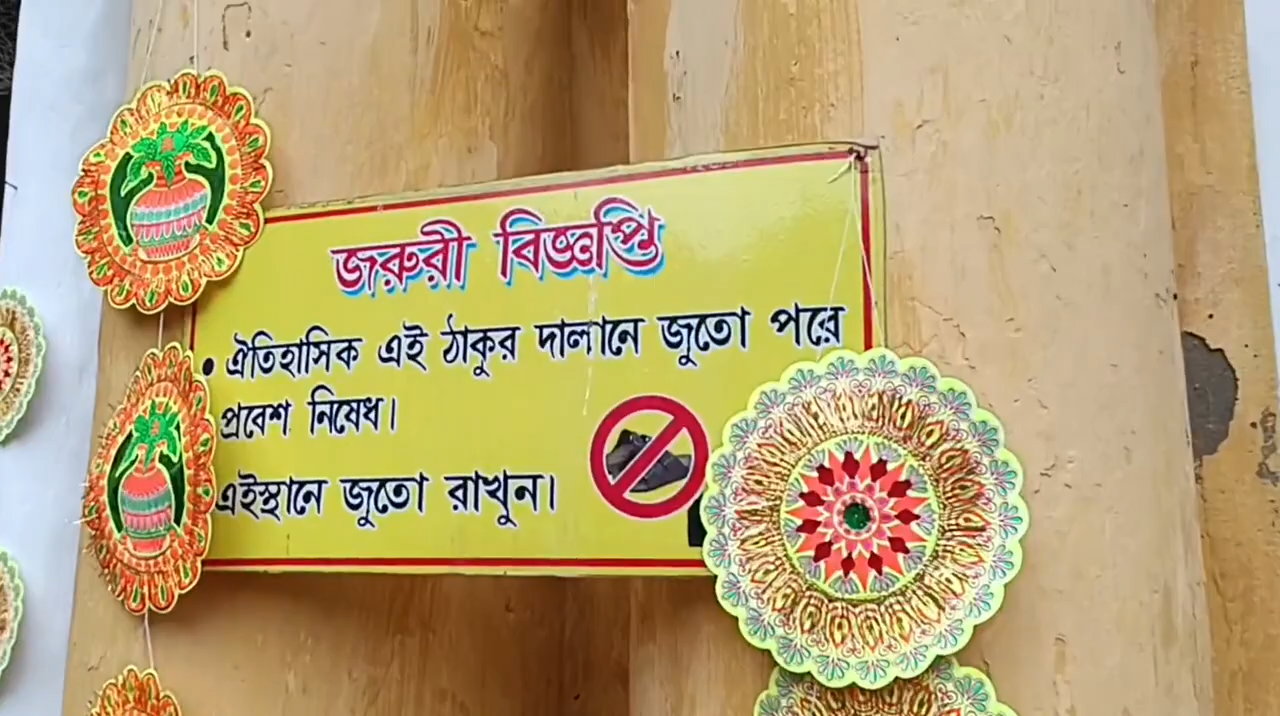 জরুরী বিজ্ঞপ্তি
• ঐতিহাসিক এই ঠাকুর দালানে জুতো পরে
প্রবেশ নিষেধ।
এইস্থানে জুতো রাখুন।